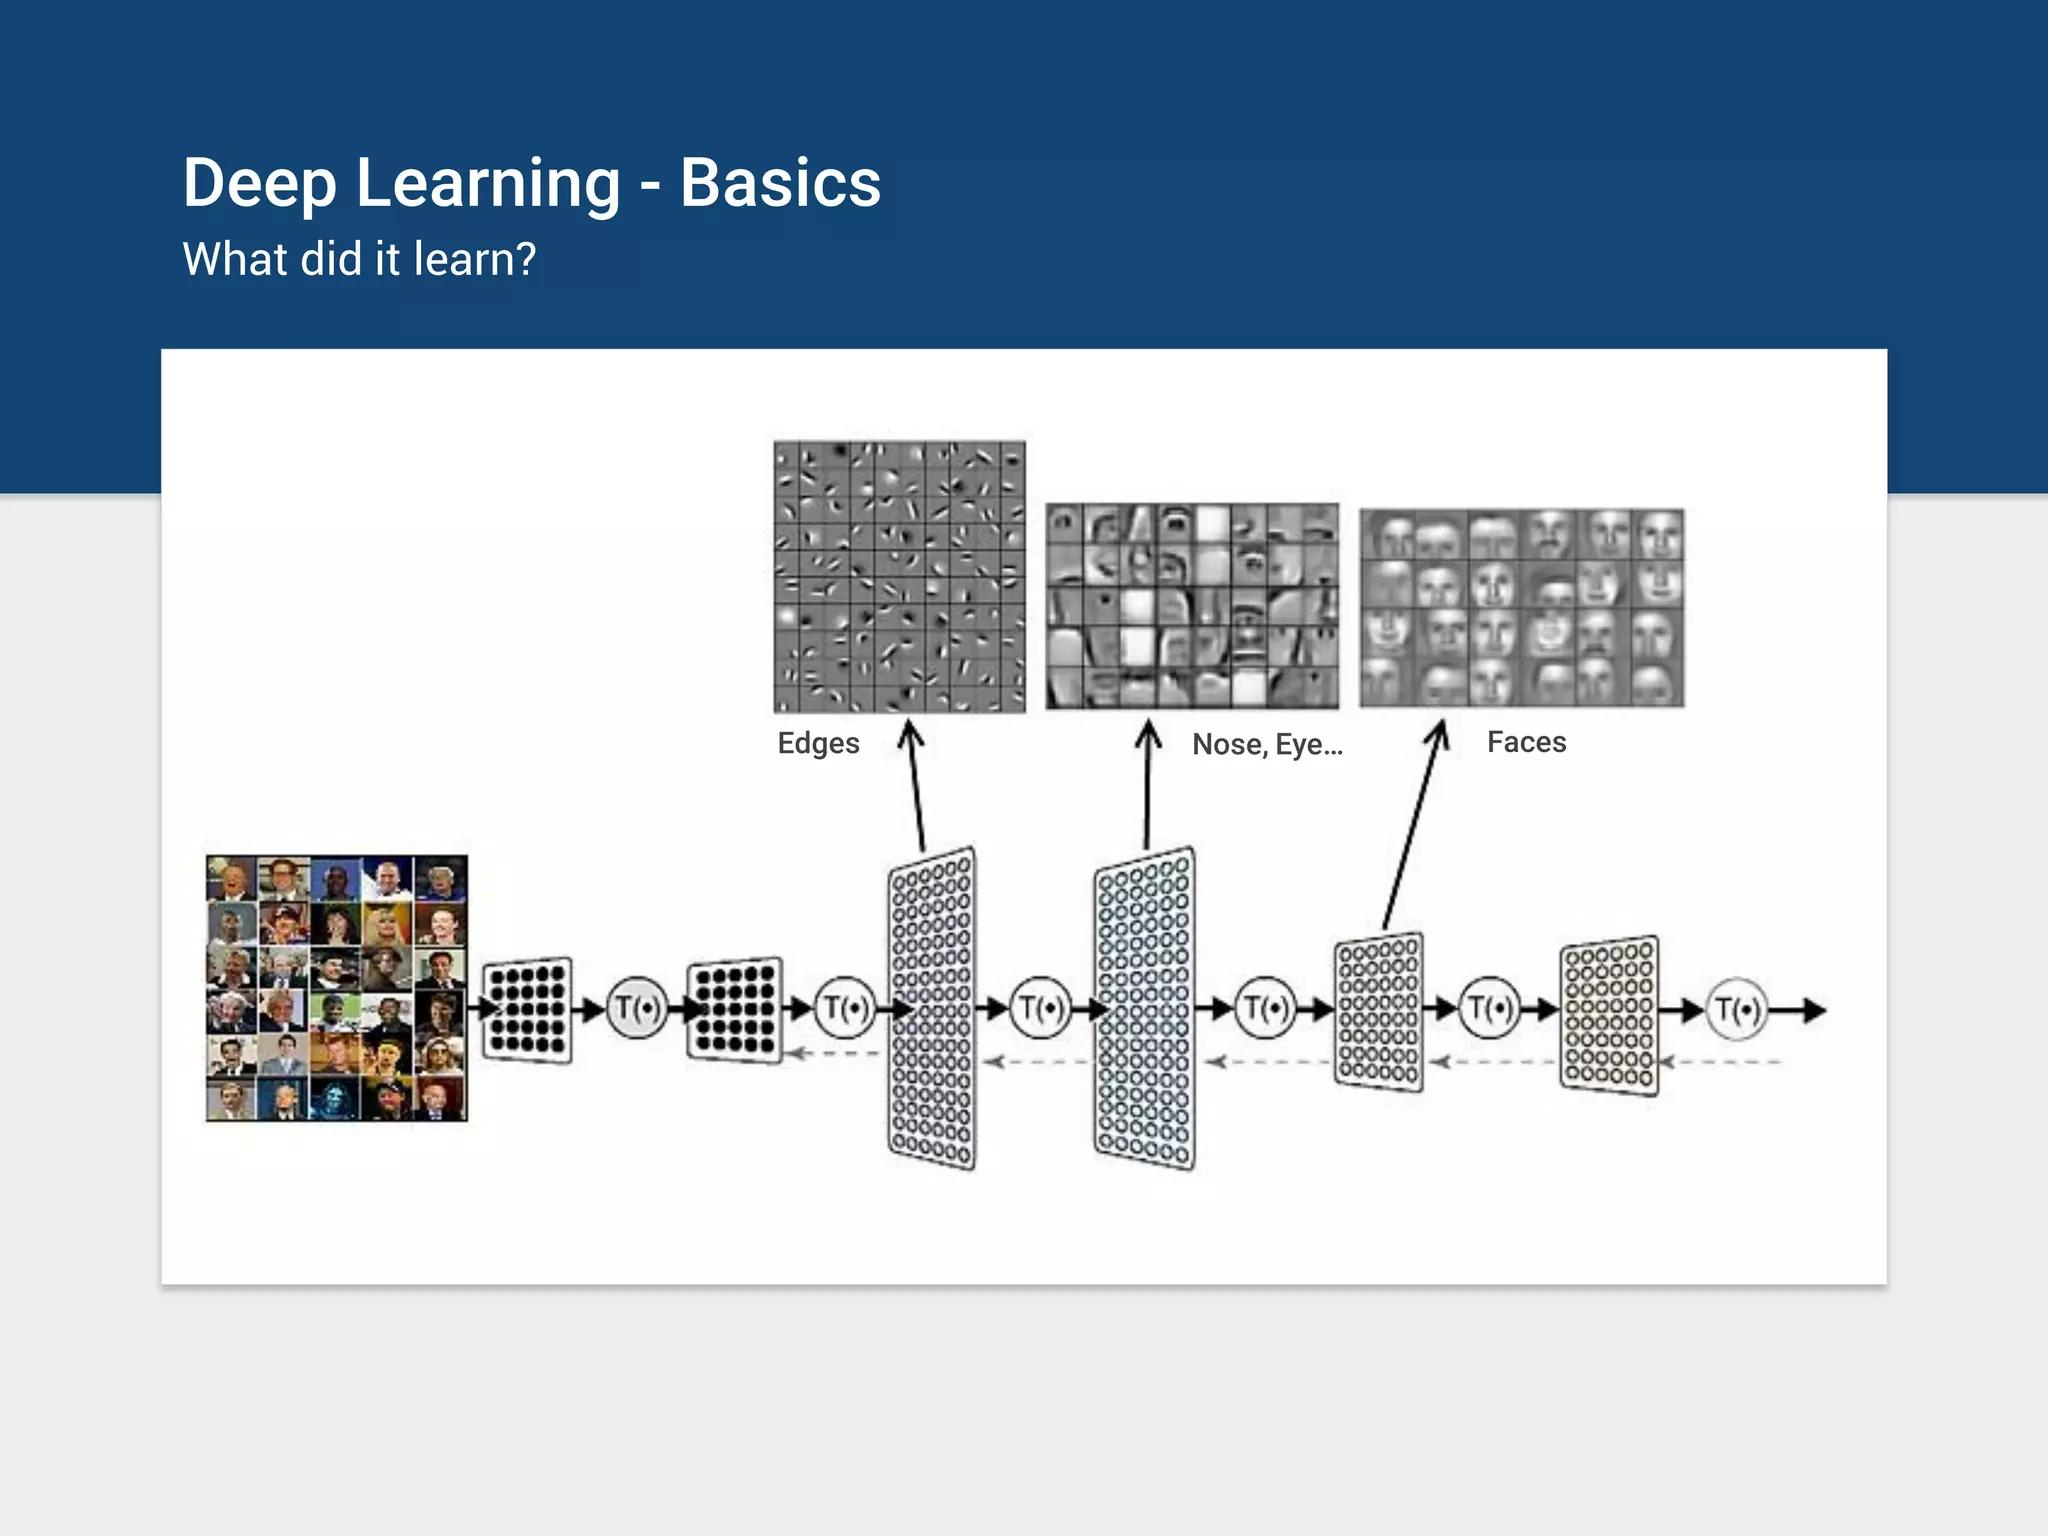 Deep Learning - Basics
What did it learn?
Edges
Nose, Eye...
Faces
T(•)
T(•)
T(•)
T(•)
T(•)
T(•)